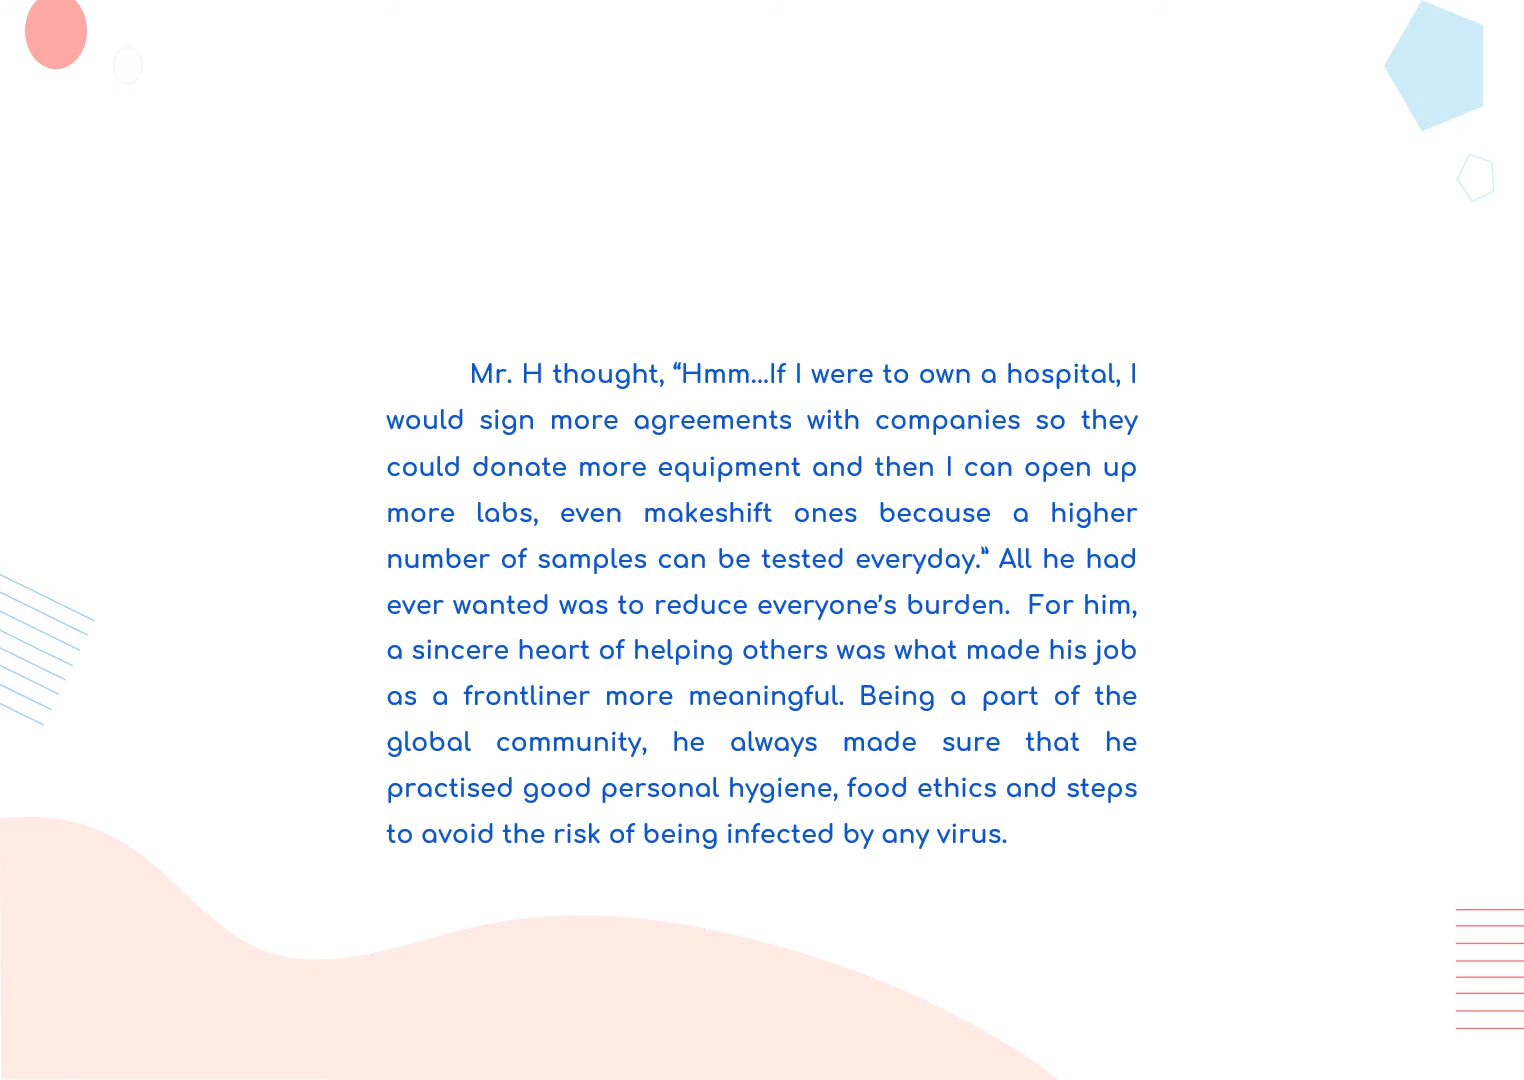 Mr. H thought, “Hmm...If I were to own a hospital, I
would sign more agreements with companies so they
could donate more equipment and then I can open up
more labs, even makeshift ones because a higher
number of samples can be tested everyday.” All he had
ever wanted was to reduce everyone’s burden.  For him,
a sincere heart of helping others was what made his job
as a frontliner more meaningful. Being a part of the
global community, he always made sure that he
practised good personal hygiene, food ethics and steps
to avoid the risk of being infected by any virus.